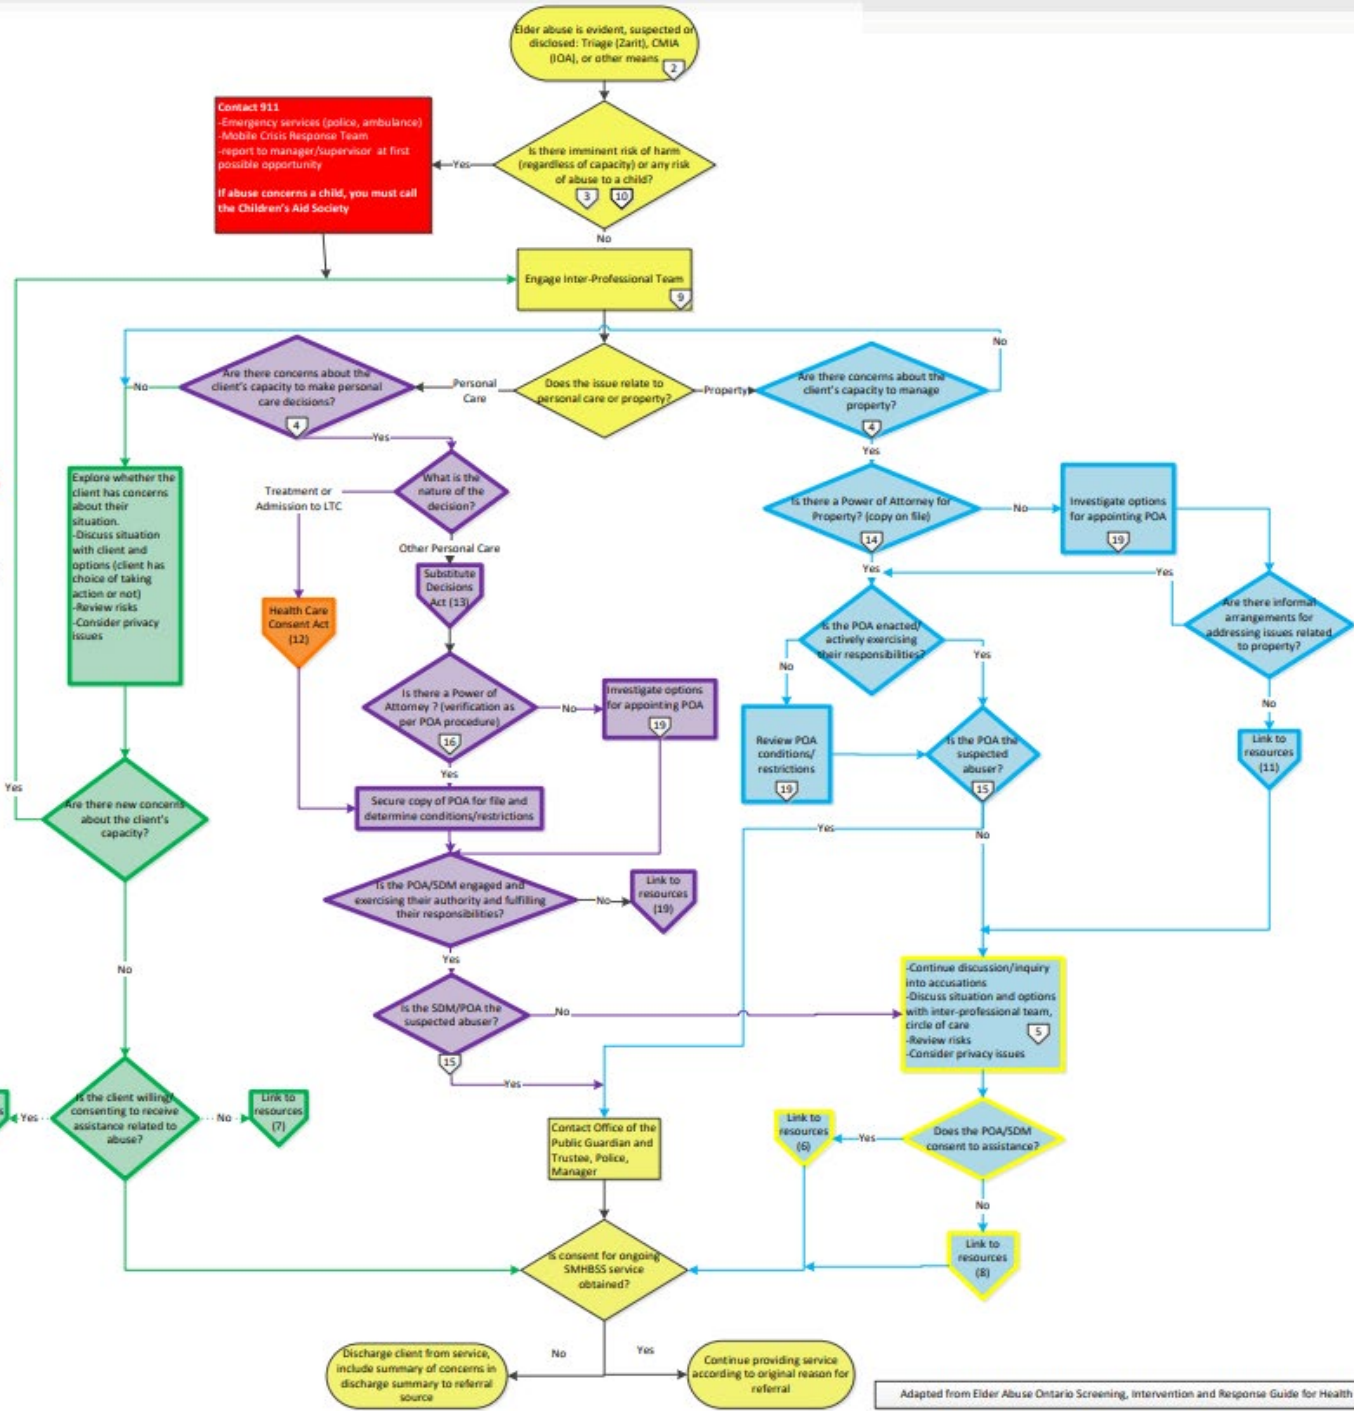 Elder abuse is evident, suspected or
disclosed: Triage (Zarit), CMIA
(IOA), or other means
2
Contact 911
-Emergency services (police, ambulance)
-Mobile Crisis Response Team
-report to manager/supervisor at first
possible opportunity
If abuse concerns a child, you must call
the Children's Aid Society
Yes
Is there imminent risk of harm
(regardless of capacity) or any risk
of abuse to a child?
3
10
No
Engage Inter-Professional Team
9
No
Are there concerns about the
client's capacity to make personal
care decisions?
4
Personal
Care
Does the issue relate to
personal care or property?
Property
Are there concerns about the
client's capacity to manage
property?
4
No
Yes
Yes
Explore whether the
client has concerns
about their
situation.
-Discuss situation
with client and
options (client has
choice of taking
action or not)
-Review risks
-Consider privacy
issues
Treatment or
Admission to LTC
What is the
nature of the
decision?
Other Personal Care
Substitute
Decisions
Act (13)
Health Care
Consent Act
(12)
Is there a Power of Attorney for
Property? (copy on file)
14
No
Investigate options
for appointing POA
19
Yes
Yes
Are there informal
arrangements for
addressing issues related
to property?
Is the POA enacted/
actively exercising
their responsibilities?
No
Yes
No
Is there a Power of
Attorney ? (verification as
per POA procedure)
16
No
Investigate options
for appointing POA
19
Yes
Review POA
conditions/
restrictions
19
Is the POA the
suspected
abuser?
15
Link to
resources
(11)
Yes
Are there new concerns
about the client's
capacity?
Secure copy of POA for file and
determine conditions/restrictions
Yes
No
Is the POA/SDM engaged and
exercising their authority and fulfilling
their responsibilities?
No
Link to
resources
(19)
Yes
No
Is the SDM/POA the
suspected abuser?
15
No
Yes
-Continue discussion/inquiry
into accusations
-Discuss situation and options
with inter-professional team,
circle of care
-Review risks
-Consider privacy issues
5
s
Yes
Is the client willing/
consenting to receive
assistance related to
abuse?
No
Link to
resources
(7)
Contact Office of the
Public Guardian and
Trustee, Police,
Manager
Link to
resources
(6)
Yes
Does the POA/SDM
consent to assistance?
No
Link to
resources
(8)
Is consent for ongoing
SMHBSS service
obtained?
No
Yes
Discharge client from service,
include summary of concerns in
discharge summary to referral
source
Continue providing service
according to original reason for
referral
Adapted from Elder Abuse Ontario Screening, Intervention and Response Guide for Health